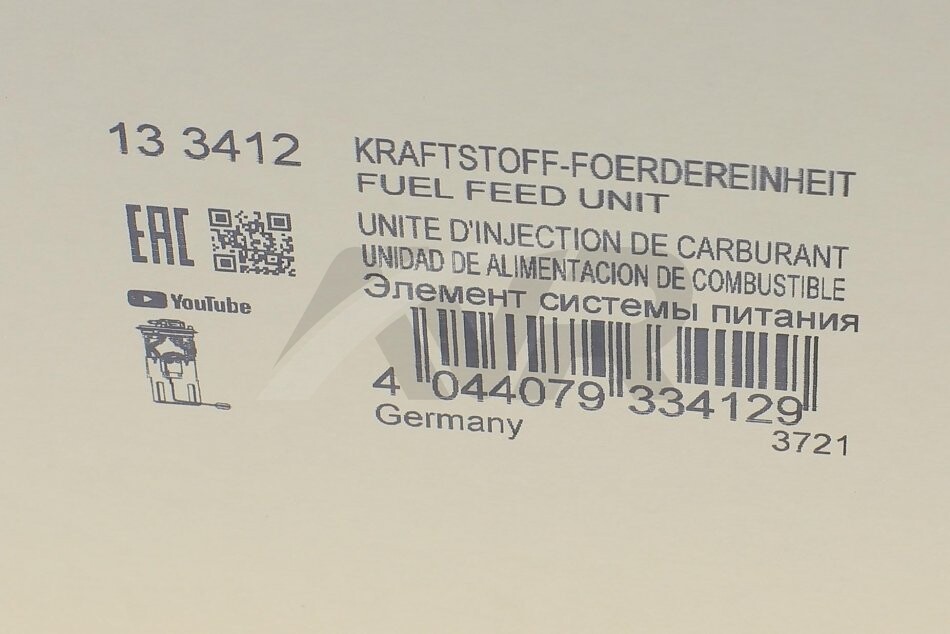 13 3412
KRAFTSTOFF-FOERDEREINHEIT
FUEL FEED UNIT
UNITE D'INJECTION DE CARBURANT
UNIDAD DE ALIMENTACION DE COMBUSTIBLE
Элемент системы питания
EAC
YouTube
4 044079 334129
Germany
3721